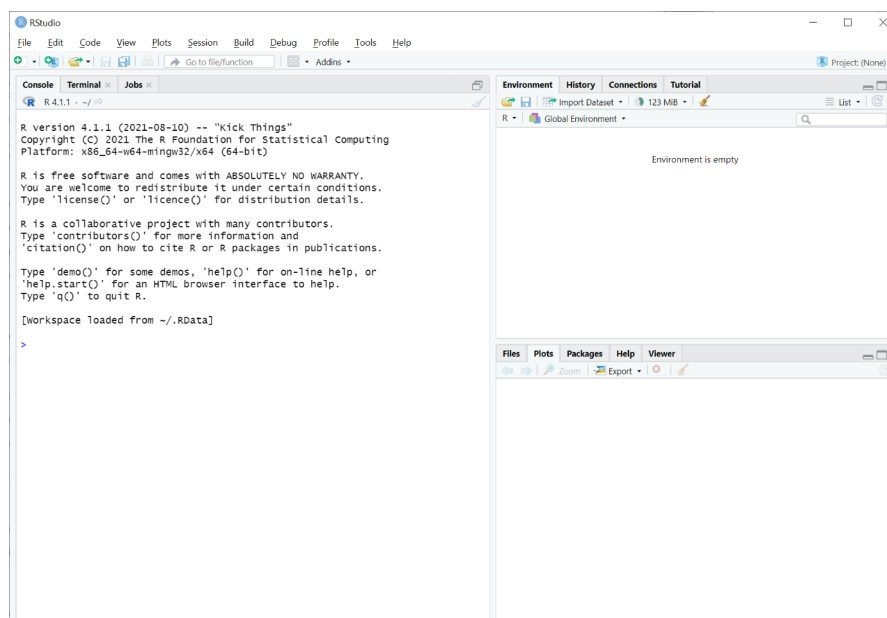 RStudio
File Edit Code View Plots Session Build Debug Profile Tools Help
Go to file/function Addins Project: (None)
Console Terminal Jobs
R 4.1.1 · ~/
R version 4.1.1 (2021-08-10) -- "Kick Things"
Copyright (C) 2021 The R Foundation for Statistical Computing
Platform: x86_64-w64-mingw32/x64 (64-bit)
R is free software and comes with ABSOLUTELY NO WARRANTY.
You are welcome to redistribute it under certain conditions.
Type 'license()' or 'licence()' for distribution details.
R is a collaborative project with many contributors.
Type 'contributors()' for more information and
'citation()' on how to cite R or R packages in publications.
Type 'demo()' for some demos, 'help()' for on-line help, or
'help.start()' for an HTML browser interface to help.
Type 'q()' to quit R.
[Workspace loaded from ~/.RData]
>
Environment History Connections Tutorial
Import Dataset 123 MiB List
R Global Environment
Environment is empty
Files Plots Packages Help Viewer
Zoom Export